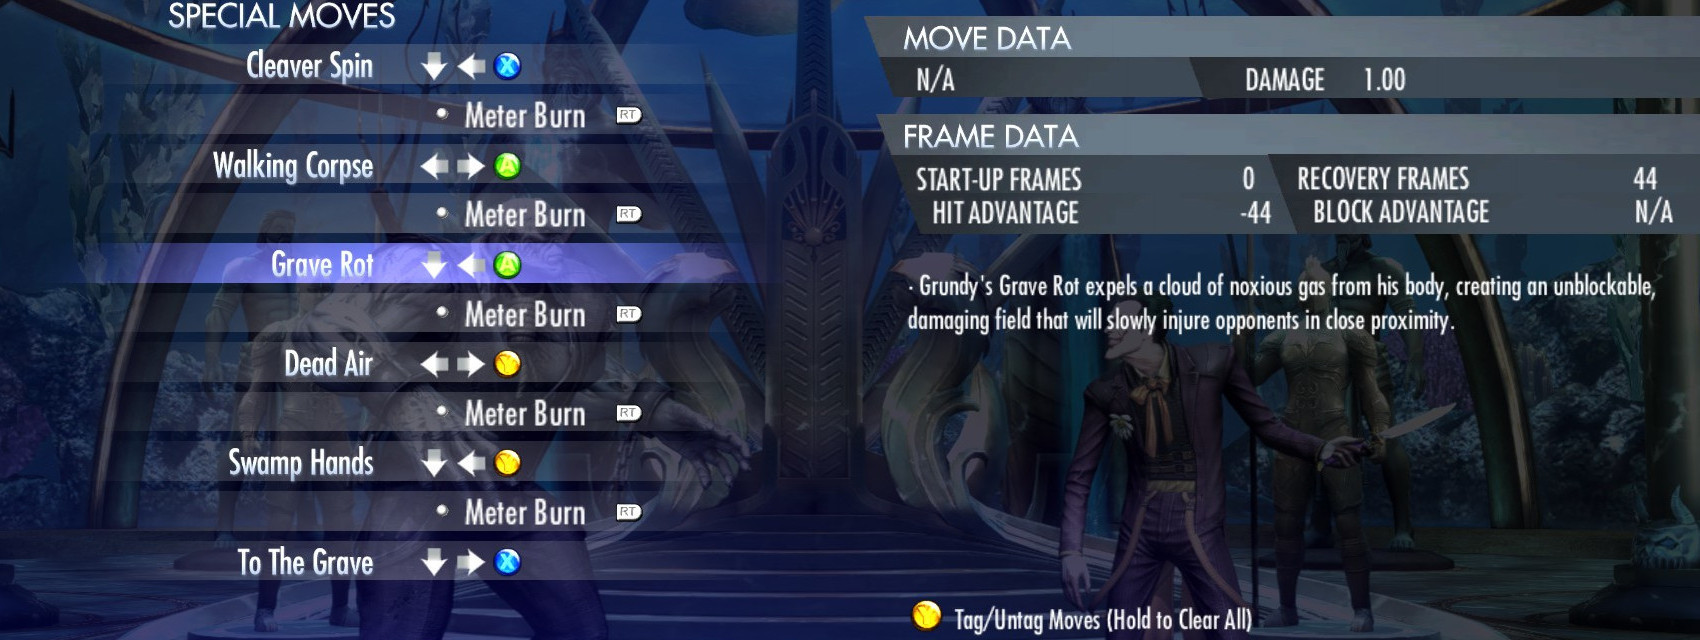 SPECIAL MOVES
Cleaver Spin X
Meter Burn RT
Walking Corpse A
Meter Burn RT
Grave Rot A
Meter Burn RT
Dead Air Y
Meter Burn RT
Swamp Hands Y
Meter Burn RT
To The Grave X
MOVE DATA
N/A DAMAGE 1.00
FRAME DATA
START-UP FRAMES 0 RECOVERY FRAMES 44
HIT ADVANTAGE -44 BLOCK ADVANTAGE N/A
· Grundy's Grave Rot expels a cloud of noxious gas from his body, creating an unblockable,
damaging field that will slowly injure opponents in close proximity.
Y Tag/Untag Moves (Hold to Clear All)